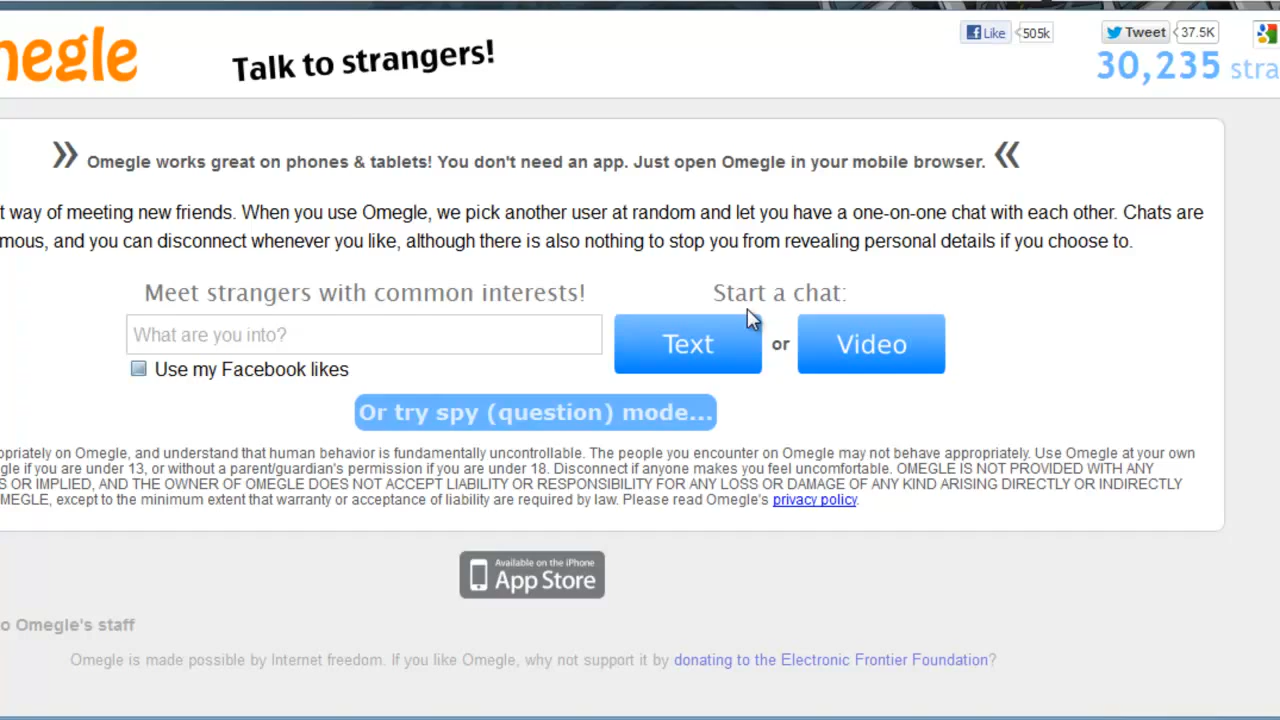 negle
Talk to strangers!
Like 505k
Tweet 37.5K
30,235 stra
» Omegle works great on phones & tablets! You don't need an app. Just open Omegle in your mobile browser. «
t way of meeting new friends. When you use Omegle, we pick another user at random and let you have a one-on-one chat with each other. Chats are
mous, and you can disconnect whenever you like, although there is also nothing to stop you from revealing personal details if you choose to.
Meet strangers with common interests!
Start a chat:
What are you into?
Text or Video
Use my Facebook likes
Or try spy (question) mode...
opriately on Omegle, and understand that human behavior is fundamentally uncontrollable. The people you encounter on Omegle may not behave appropriately. Use Omegle at your own
gle if you are under 13, or without a parent/guardian's permission if you are under 18. Disconnect if anyone makes you feel uncomfortable. OMEGLE IS NOT PROVIDED WITH ANY
S OR IMPLIED, AND THE OWNER OF OMEGLE DOES NOT ACCEPT LIABILITY OR RESPONSIBILITY FOR ANY LOSS OR DAMAGE OF ANY KIND ARISING DIRECTLY OR INDIRECTLY
MEGLE, except to the minimum extent that warranty or acceptance of liability are required by law. Please read Omegle's privacy policy.
Available on the iPhone
App Store
o Omegle's staff
Omegle is made possible by Internet freedom. If you like Omegle, why not support it by donating to the Electronic Frontier Foundation?